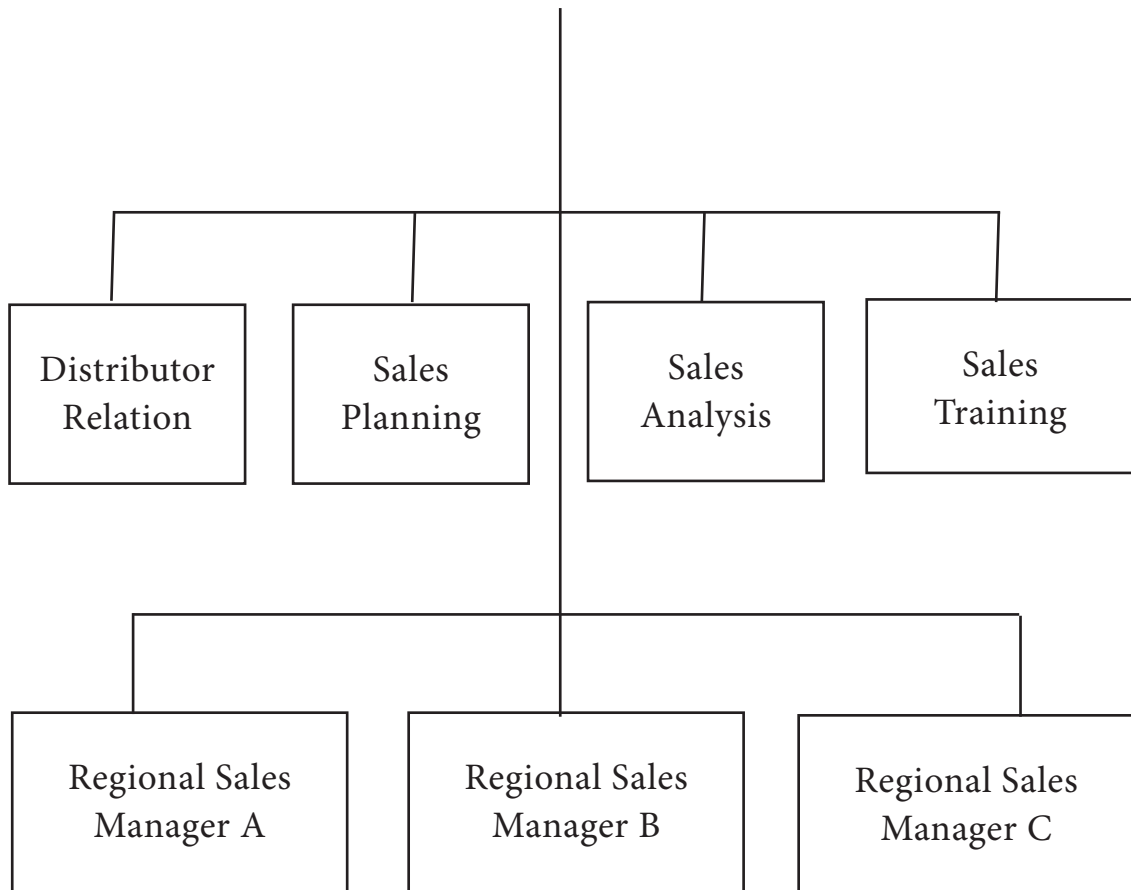 Distributor
Relation
Sales
Planning
Sales
Analysis
Sales
Training
Regional Sales
Manager A
Regional Sales
Manager B
Regional Sales
Manager C